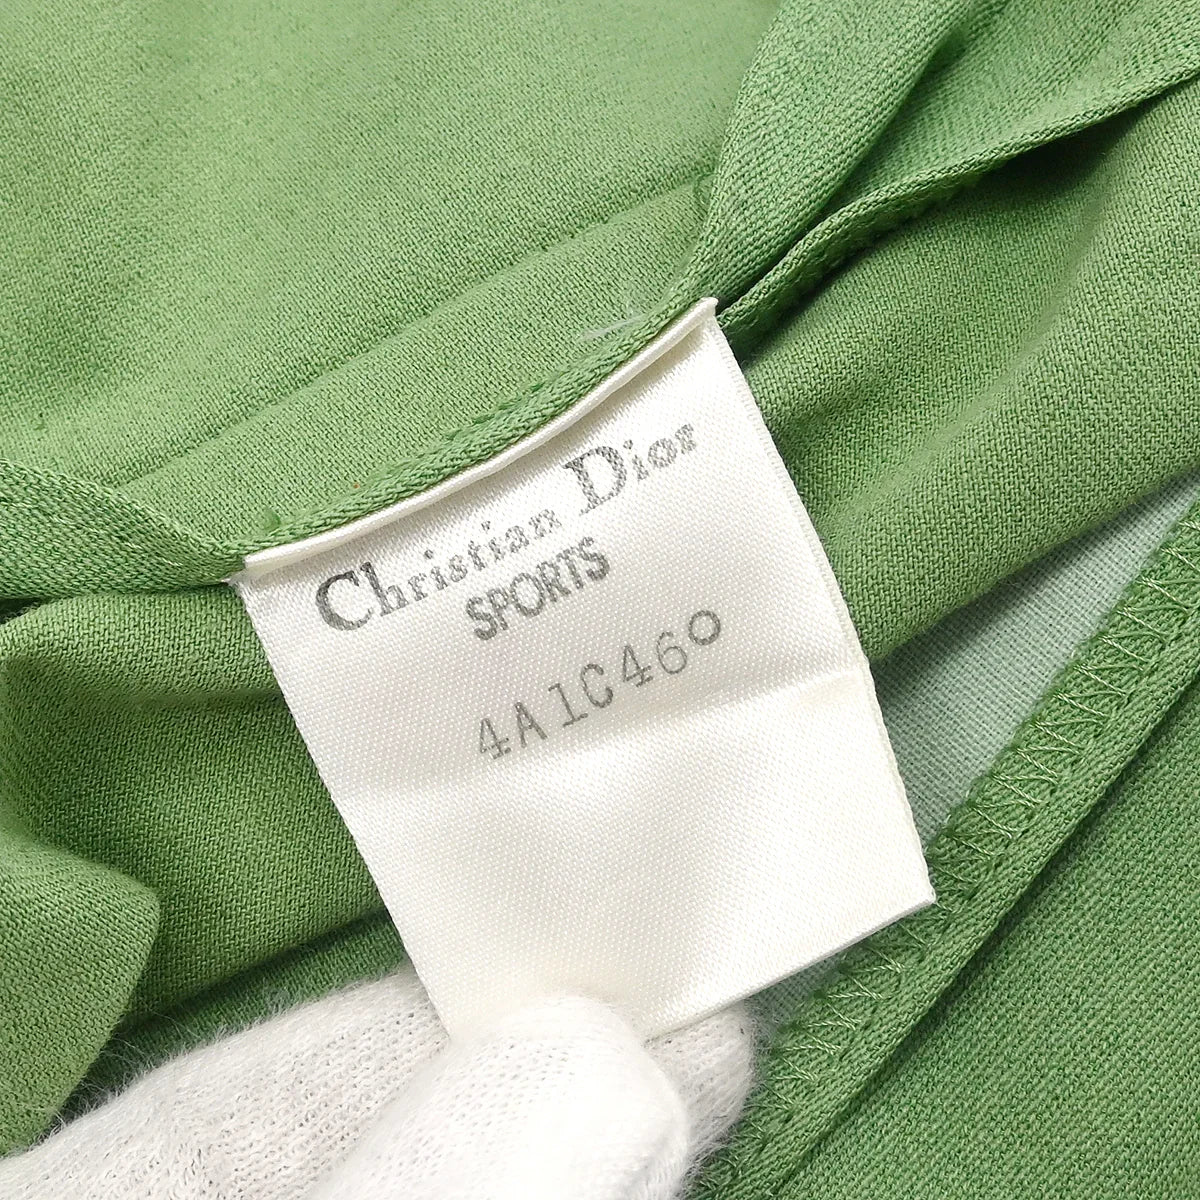 Christian Dior
SPORTS
4A1C460